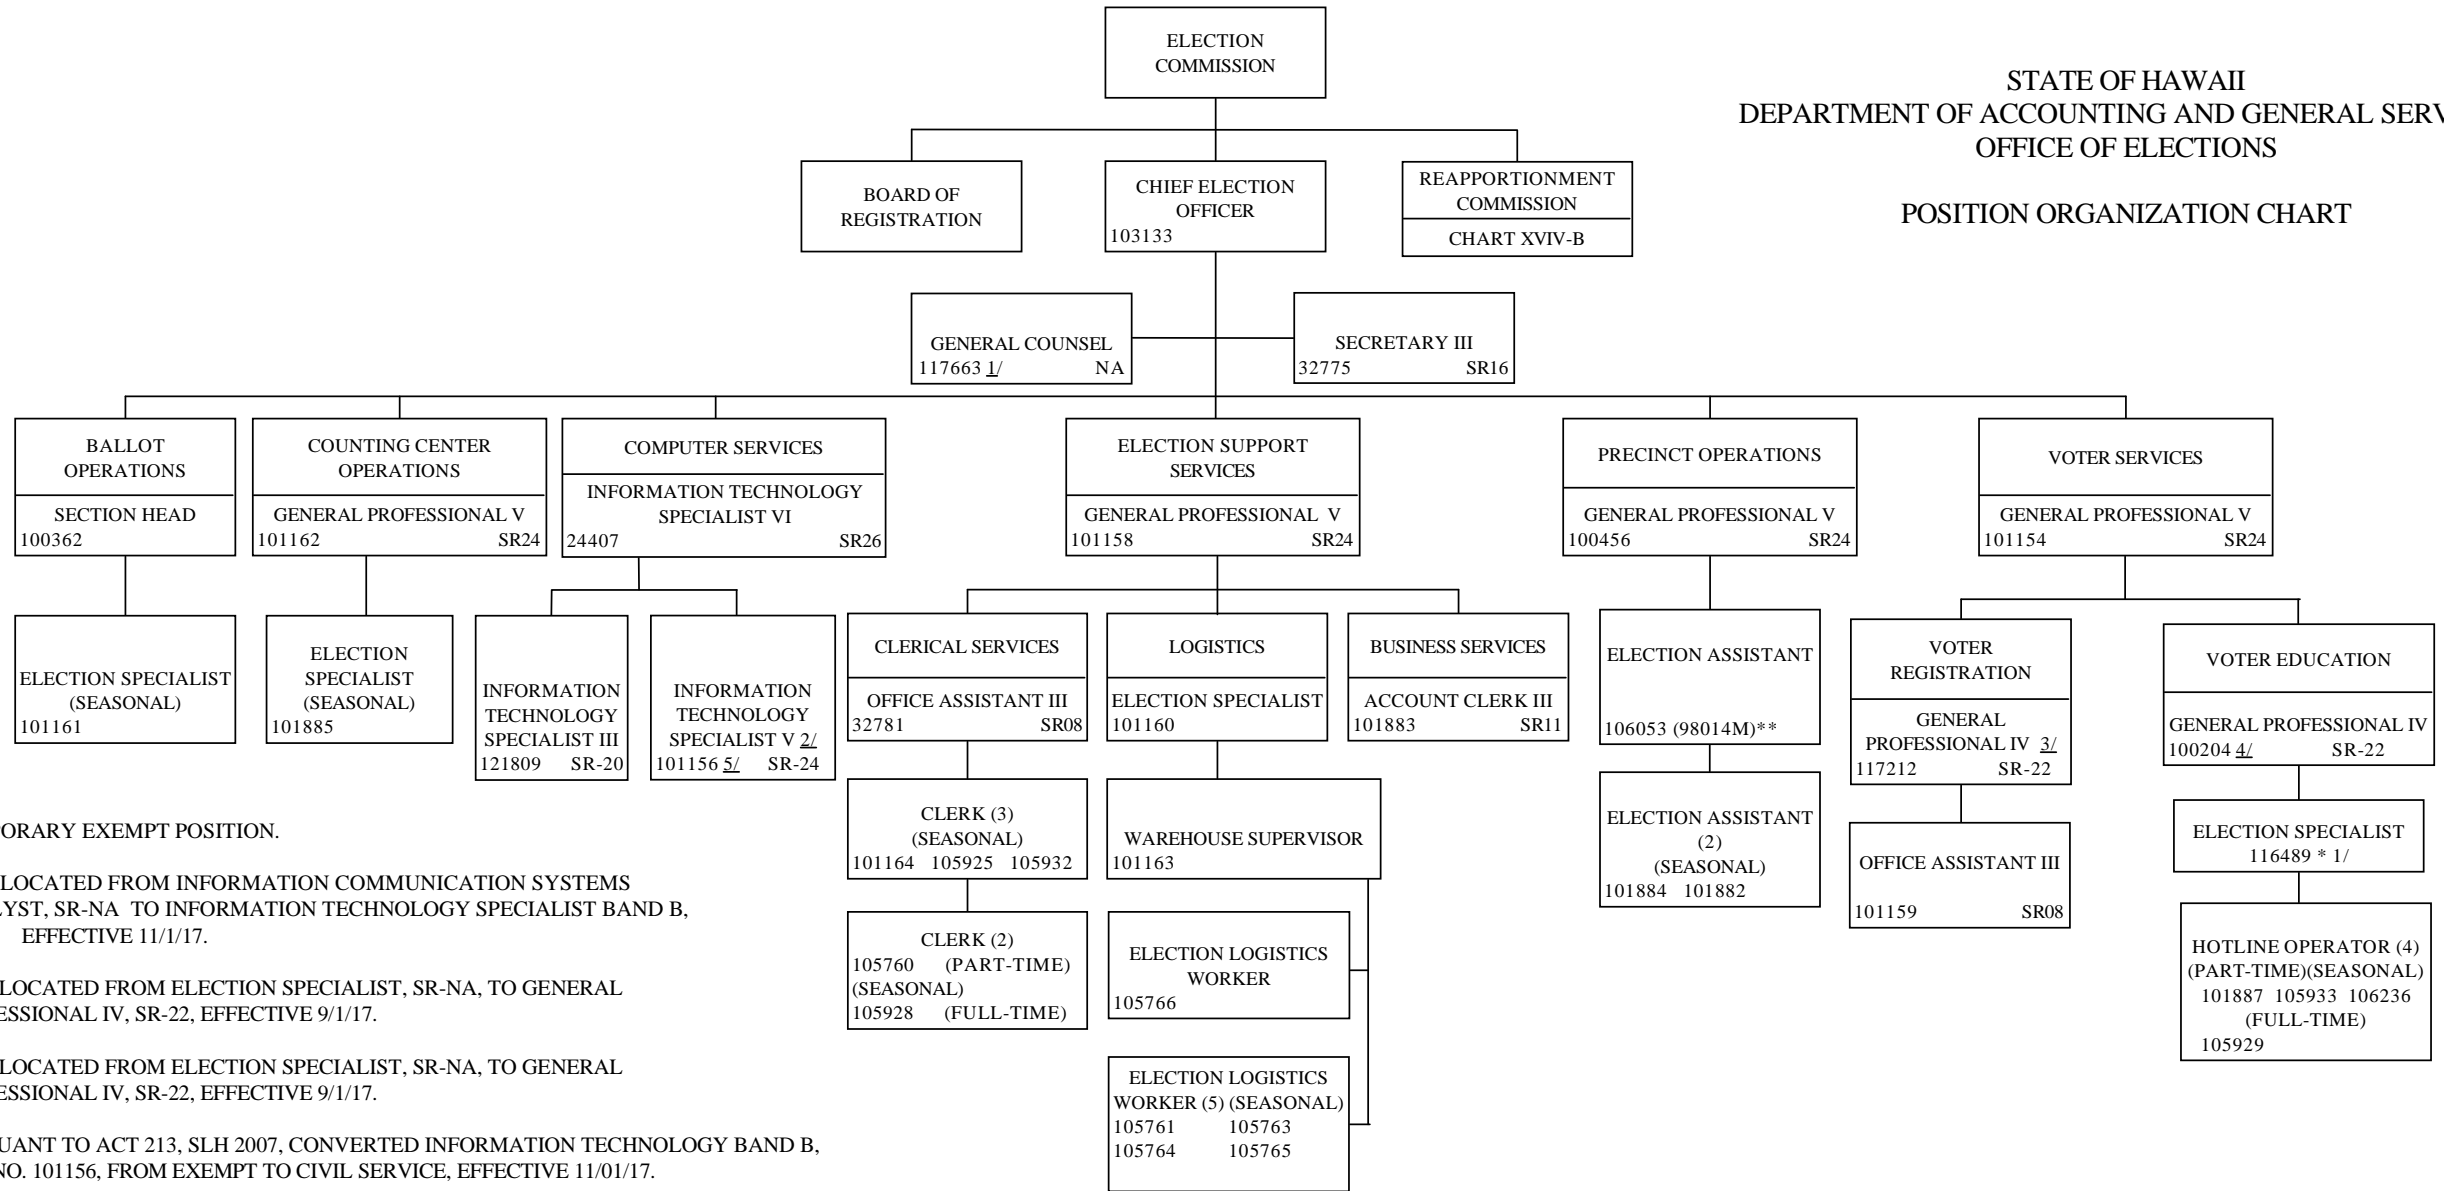 ELECTION
COMMISSION
STATE OF HAWAII
DEPARTMENT OF ACCOUNTING AND GENERAL SERV
OFFICE OF ELECTIONS
POSITION ORGANIZATION CHART
BOARD OF
REGISTRATION
CHIEF ELECTION
OFFICER
103133
REAPPORTIONMENT
COMMISSION
CHART XVIV-B
GENERAL COUNSEL
117663 1/ NA
SECRETARY III
32775 SR16
BALLOT
OPERATIONS
SECTION HEAD
100362
COUNTING CENTER
OPERATIONS
GENERAL PROFESSIONAL V
101162 SR24
COMPUTER SERVICES
INFORMATION TECHNOLOGY
SPECIALIST VI
24407 SR26
ELECTION SUPPORT
SERVICES
GENERAL PROFESSIONAL V
101158 SR24
PRECINCT OPERATIONS
GENERAL PROFESSIONAL V
100456 SR24
VOTER SERVICES
GENERAL PROFESSIONAL V
101154 SR24
ELECTION SPECIALIST
(SEASONAL)
101161
ELECTION
SPECIALIST
(SEASONAL)
101885
INFORMATION
TECHNOLOGY
SPECIALIST III
121809 SR-20
INFORMATION
TECHNOLOGY
SPECIALIST V 2/
101156 5/ SR-24
CLERICAL SERVICES
OFFICE ASSISTANT III
32781 SR08
LOGISTICS
ELECTION SPECIALIST
101160
BUSINESS SERVICES
ACCOUNT CLERK III
101883 SR11
ELECTION ASSISTANT
106053 (98014M)**
VOTER
REGISTRATION
GENERAL
PROFESSIONAL IV 3/
117212 SR-22
VOTER EDUCATION
GENERAL PROFESSIONAL IV
100204 4/ SR-22
CLERK (3)
(SEASONAL)
101164 105925 105932
WAREHOUSE SUPERVISOR
101163
ELECTION ASSISTANT
(2)
(SEASONAL)
101884 101882
OFFICE ASSISTANT III
101159 SR08
ELECTION SPECIALIST
116489 * 1/
CLERK (2)
105760 (PART-TIME)
(SEASONAL)
105928 (FULL-TIME)
ELECTION LOGISTICS
WORKER
105766
HOTLINE OPERATOR (4)
(PART-TIME)(SEASONAL)
101887 105933 106236
(FULL-TIME)
105929
ELECTION LOGISTICS
WORKER (5) (SEASONAL)
105761 105763
105764 105765
PORARY EXEMPT POSITION.
LOCATED FROM INFORMATION COMMUNICATION SYSTEMS
LYST, SR-NA TO INFORMATION TECHNOLOGY SPECIALIST BAND B,
EFFECTIVE 11/1/17.
LOCATED FROM ELECTION SPECIALIST, SR-NA, TO GENERAL
ESSIONAL IV, SR-22, EFFECTIVE 9/1/17.
LOCATED FROM ELECTION SPECIALIST, SR-NA, TO GENERAL
ESSIONAL IV, SR-22, EFFECTIVE 9/1/17.
UANT TO ACT 213, SLH 2007, CONVERTED INFORMATION TECHNOLOGY BAND B,
NO. 101156, FROM EXEMPT TO CIVIL SERVICE, EFFECTIVE 11/01/17.